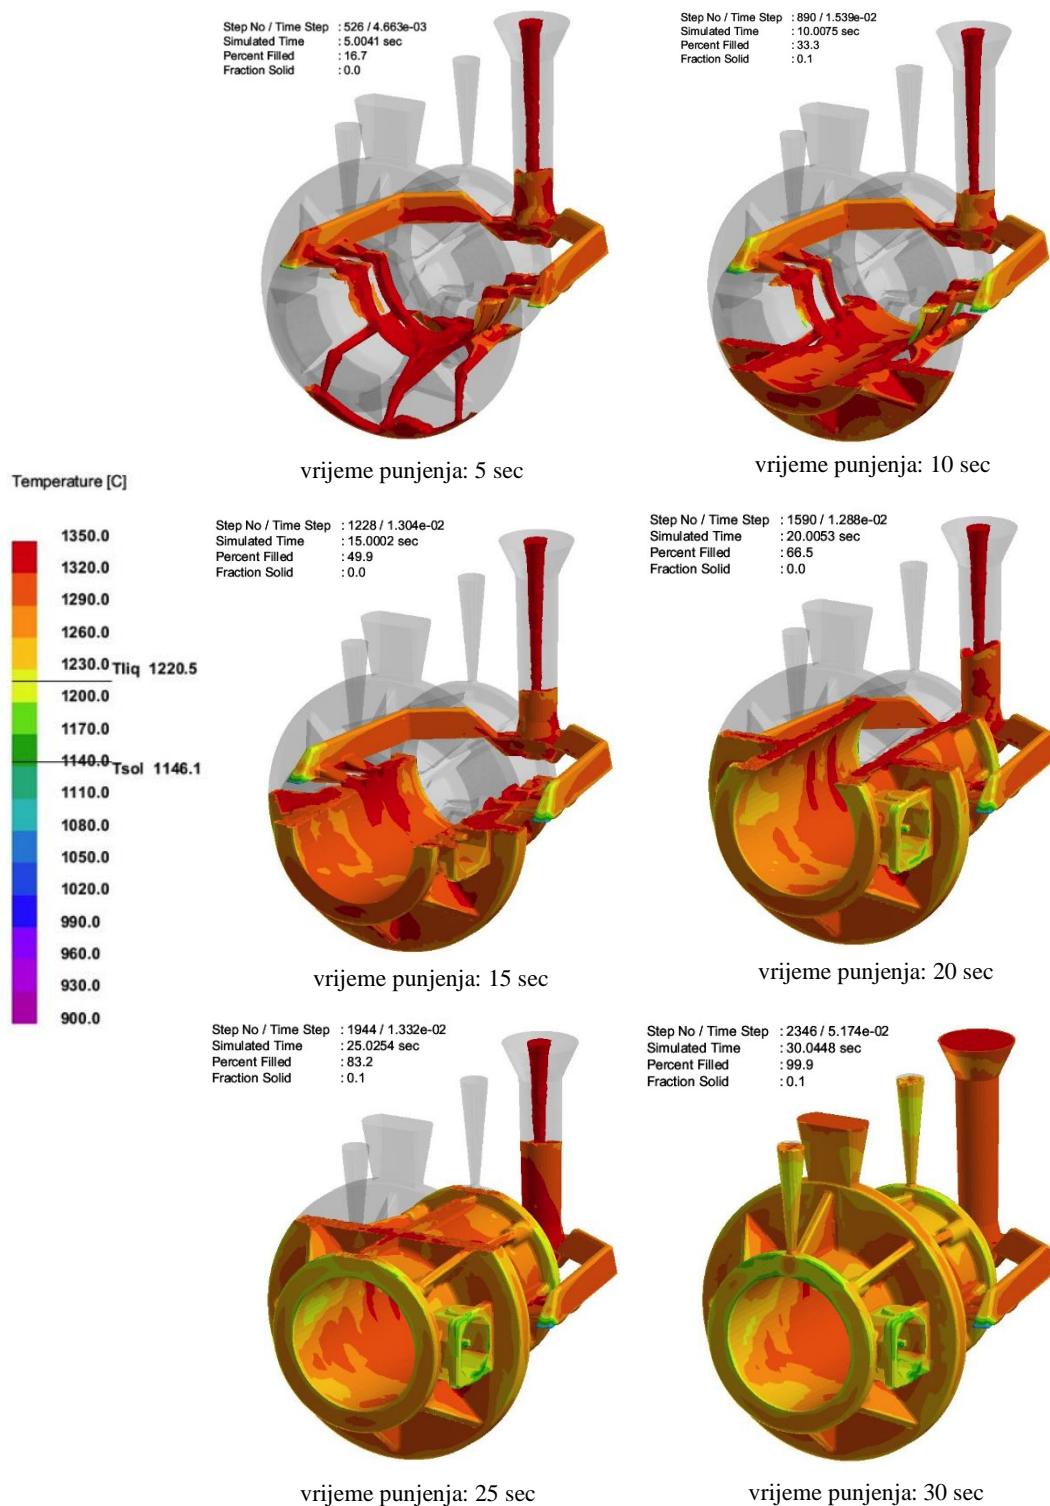 Step No / Time Step : 526 / 4.663e-03
Simulated Time : 5.0041 sec
Percent Filled : 16.7
Fraction Solid : 0.0
Step No / Time Step : 890 / 1.539e-02
Simulated Time : 10.0075 sec
Percent Filled : 33.3
Fraction Solid : 0.1
vrijeme punjenja: 5 sec
vrijeme punjenja: 10 sec
Temperature [C]
1350.0
1320.0
1290.0
1260.0
1230.0
Tliq 1220.5
1200.0
1170.0
1140.0
Tsol 1146.1
1110.0
1080.0
1050.0
1020.0
990.0
960.0
930.0
900.0
Step No / Time Step : 1228 / 1.304e-02
Simulated Time : 15.0002 sec
Percent Filled : 49.9
Fraction Solid : 0.0
Step No / Time Step : 1590 / 1.288e-02
Simulated Time : 20.0053 sec
Percent Filled : 66.5
Fraction Solid : 0.0
vrijeme punjenja: 15 sec
vrijeme punjenja: 20 sec
Step No / Time Step : 1944 / 1.332e-02
Simulated Time : 25.0254 sec
Percent Filled : 83.2
Fraction Solid : 0.1
Step No / Time Step : 2346 / 5.174e-02
Simulated Time : 30.0448 sec
Percent Filled : 99.9
Fraction Solid : 0.1
vrijeme punjenja: 25 sec
vrijeme punjenja: 30 sec